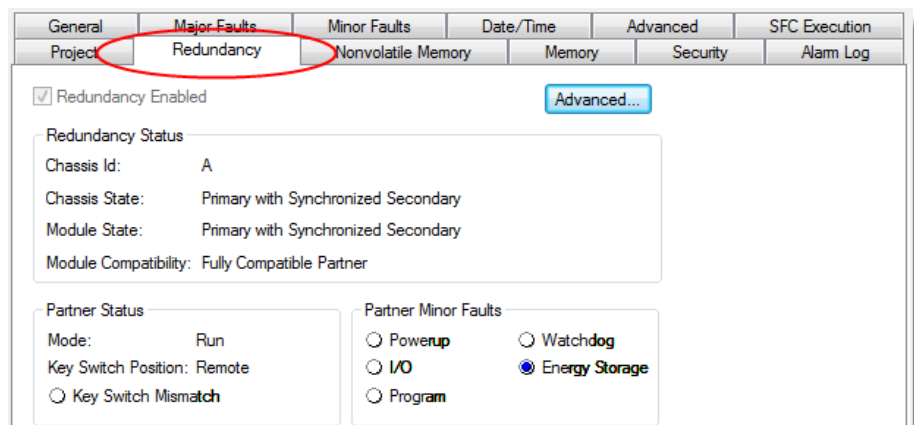 General Major Faults Minor Faults Date/Time Advanced SFC Execution
Project Redundancy Nonvolatile Memory Memory Security Alarm Log
Redundancy Enabled Advanced...
Redundancy Status
Chassis Id: A
Chassis State: Primary with Synchronized Secondary
Module State: Primary with Synchronized Secondary
Module Compatibility: Fully Compatible Partner
Partner Status Partner Minor Faults
Mode: Run Powerup Watchdog
Key Switch Position: Remote I/O Energy Storage
Key Switch Mismatch Program